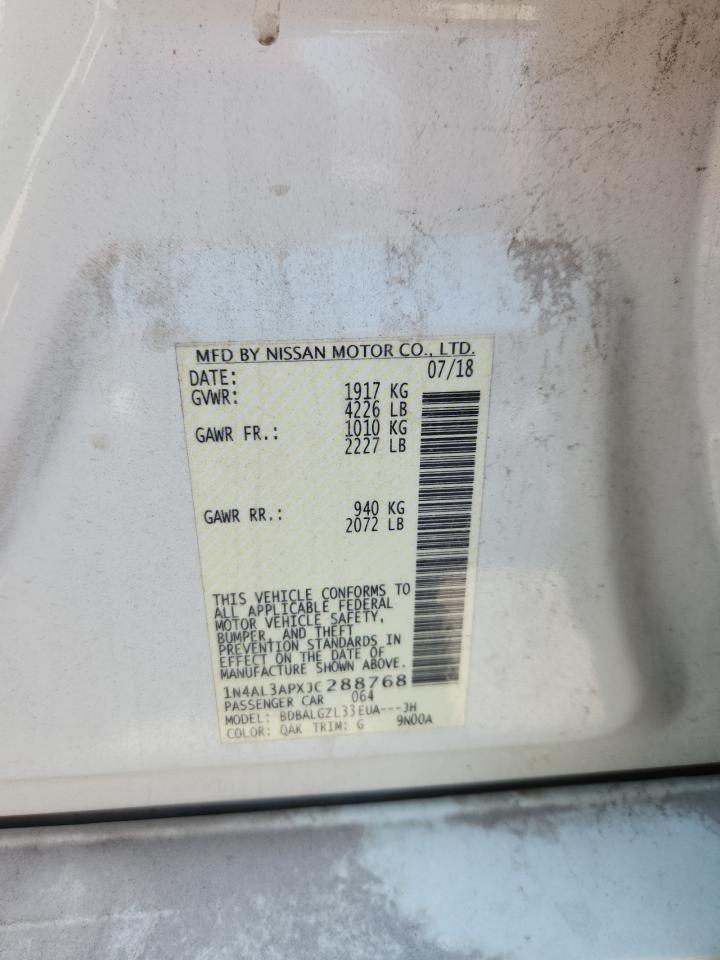 MFD BY NISSAN MOTOR CO., LTD.
DATE: 07/18
GVWR: 1917 KG
4226 LB
GAWR FR.: 1010 KG
2227 LB
GAWR RR.: 940 KG
2072 LB
THIS VEHICLE CONFORMS TO
ALL APPLICABLE FEDERAL
MOTOR VEHICLE SAFETY,
BUMPER, AND THEFT
PREVENTION STANDARDS IN
EFFECT ON THE DATE OF
MANUFACTURE SHOWN ABOVE.
1N4AL3APXJC288768
PASSENGER CAR 064
MODEL: BDBALGZL33EUA---JH
COLOR: QAK TRIM: G 9N00A